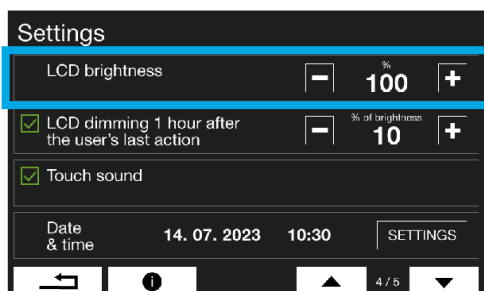 Settings
LCD brightness
%
− 100 +
LCD dimming 1 hour after
the user's last action
% of brightness
− 10 +
Touch sound
Date
& time
14. 07. 2023 10:30 SETTINGS
4/5